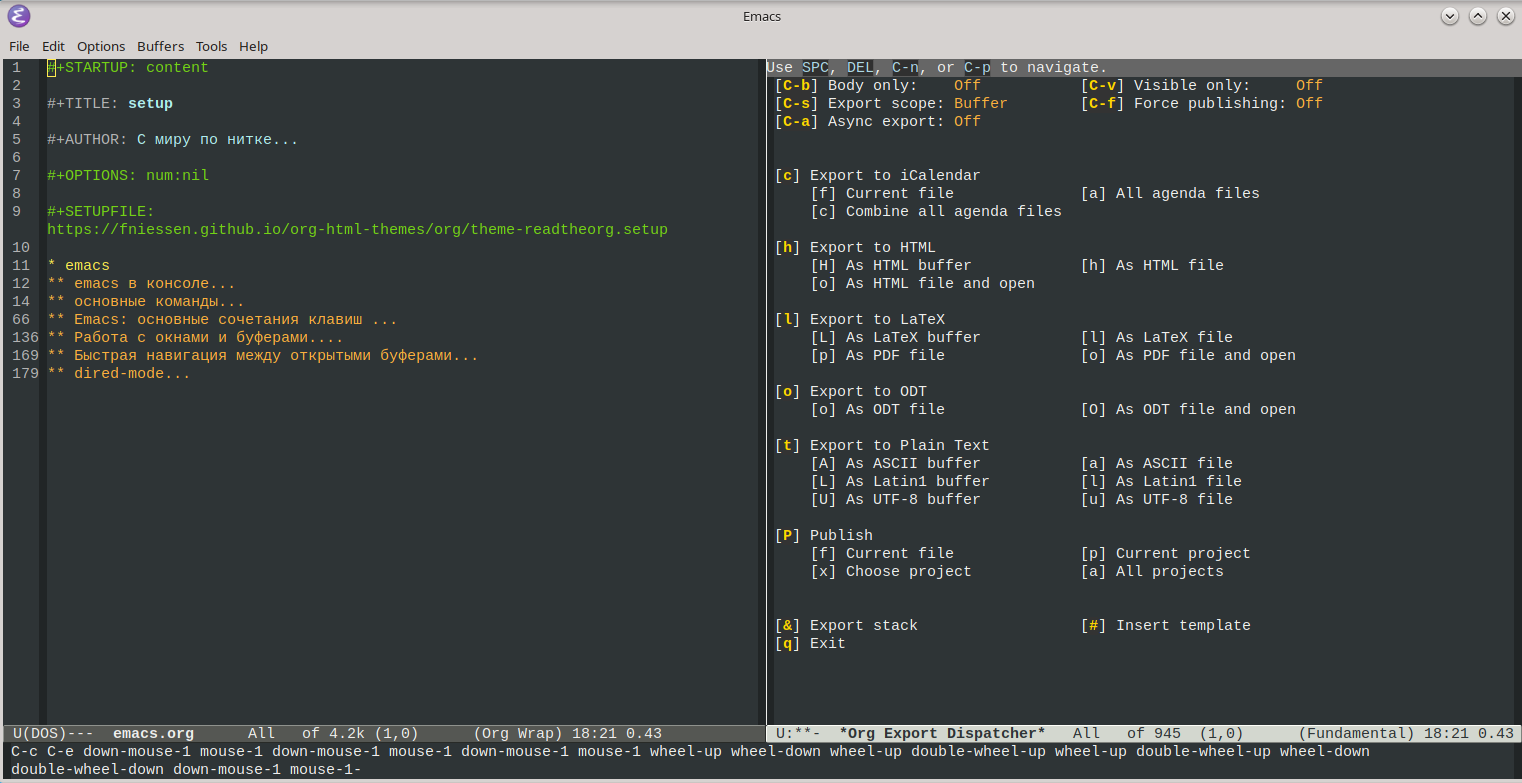 Emacs
File Edit Options Buffers Tools Help
1 #+STARTUP: content
2
3 #+TITLE: setup
4
5 #+AUTHOR: С миру по нитке...
6
7 #+OPTIONS: num:nil
8
9 #+SETUPFILE:
https://fniessen.github.io/org-html-themes/org/theme-readtheorg.setup
10
11 * emacs
12 ** emacs в консоле...
14 ** основные команды...
66 ** Emacs: основные сочетания клавиш ...
136 ** Работа с окнами и буферами....
169 ** Быстрая навигация между открытыми буферами...
179 ** dired-mode...
U(DOS)--- emacs.org All of 4.2k (1,0) (Org Wrap) 18:21 0.43
Use SPC, DEL, C-n, or C-p to navigate.
[C-b] Body only: Off [C-v] Visible only: Off
[C-s] Export scope: Buffer [C-f] Force publishing: Off
[C-a] Async export: Off
[c] Export to iCalendar
[f] Current file [a] All agenda files
[c] Combine all agenda files
[h] Export to HTML
[H] As HTML buffer [h] As HTML file
[o] As HTML file and open
[l] Export to LaTeX
[L] As LaTeX buffer [l] As LaTeX file
[p] As PDF file [o] As PDF file and open
[o] Export to ODT
[o] As ODT file [O] As ODT file and open
[t] Export to Plain Text
[A] As ASCII buffer [a] As ASCII file
[L] As Latin1 buffer [l] As Latin1 file
[U] As UTF-8 buffer [u] As UTF-8 file
[P] Publish
[f] Current file [p] Current project
[x] Choose project [a] All projects
[&] Export stack [#] Insert template
[q] Exit
U:**- *Org Export Dispatcher* All of 945 (1,0) (Fundamental) 18:21 0.43
C-c C-e down-mouse-1 mouse-1 down-mouse-1 mouse-1 down-mouse-1 mouse-1 wheel-up wheel-down wheel-up double-wheel-up wheel-up double-wheel-up wheel-down
double-wheel-down down-mouse-1 mouse-1-